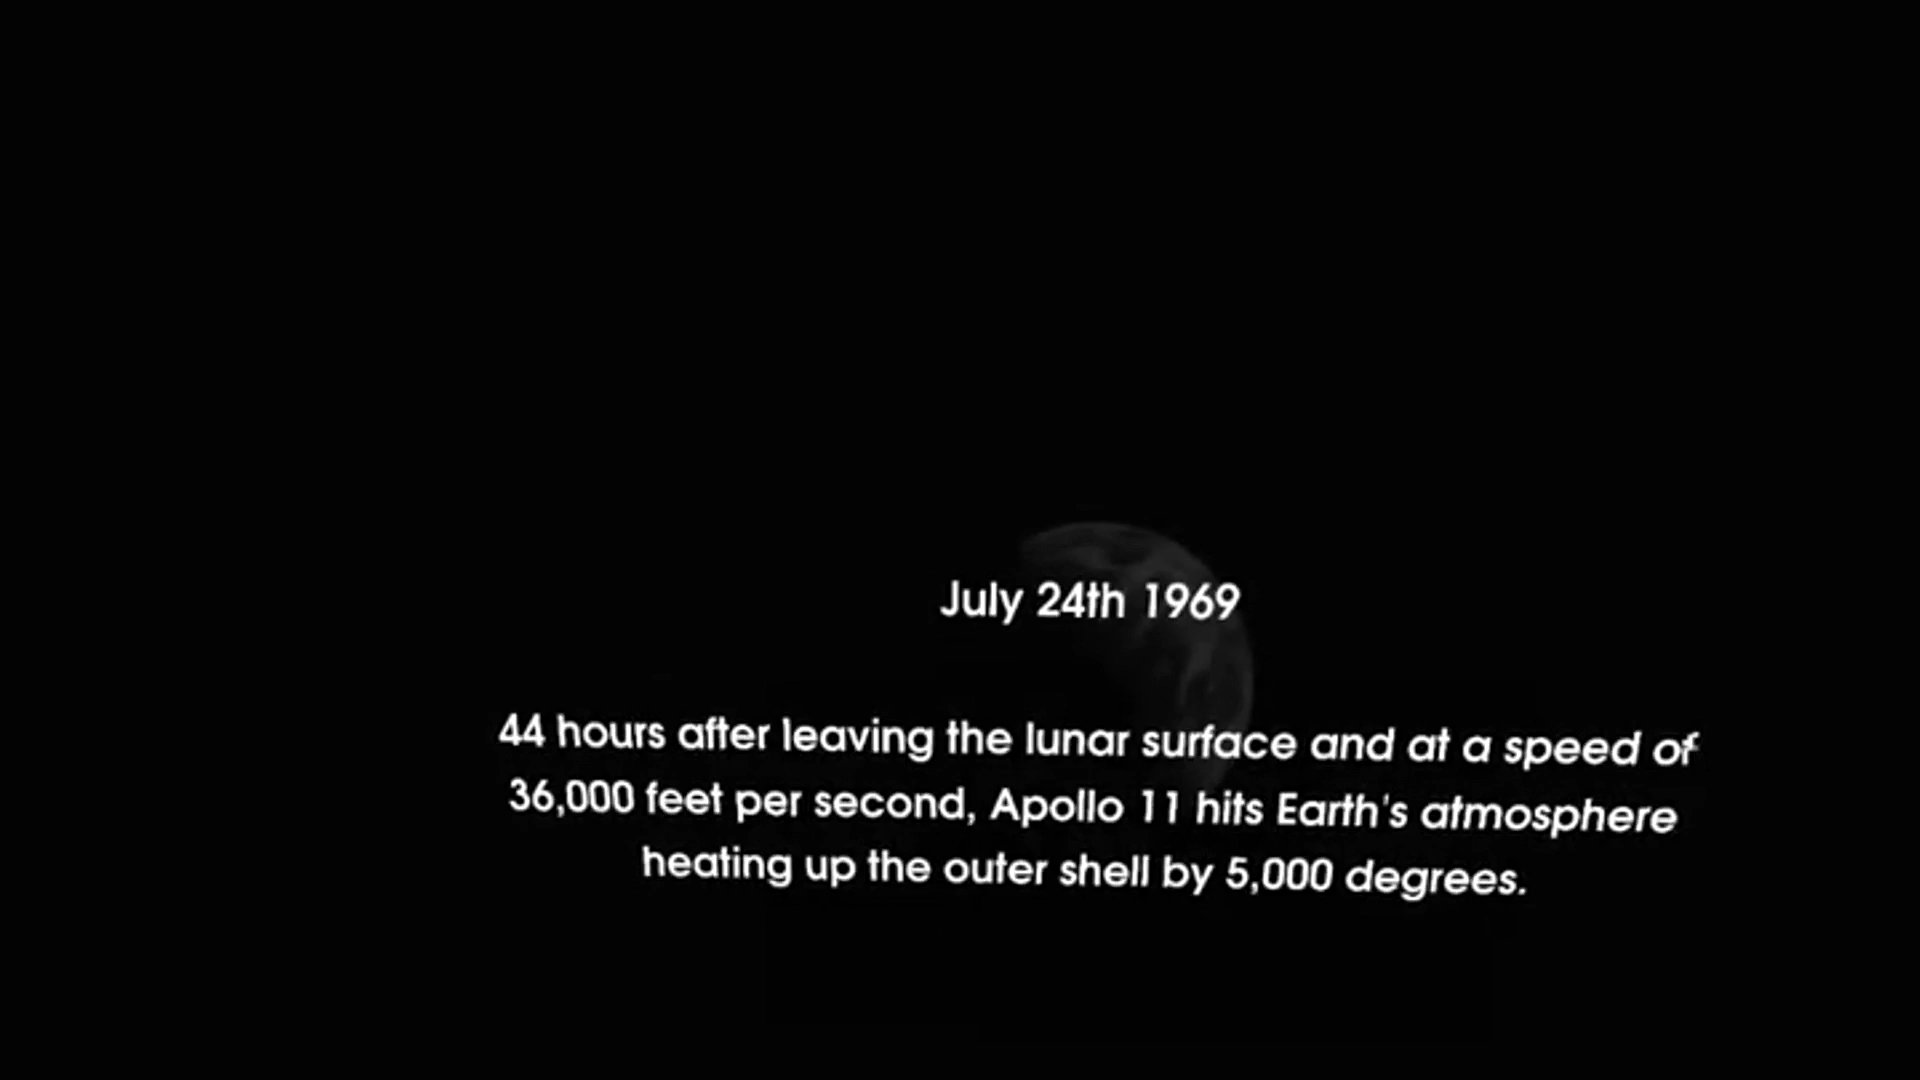 July 24th 1969
44 hours after leaving the lunar surface and at a speed of
36,000 feet per second, Apollo 11 hits Earth's atmosphere
heating up the outer shell by 5,000 degrees.